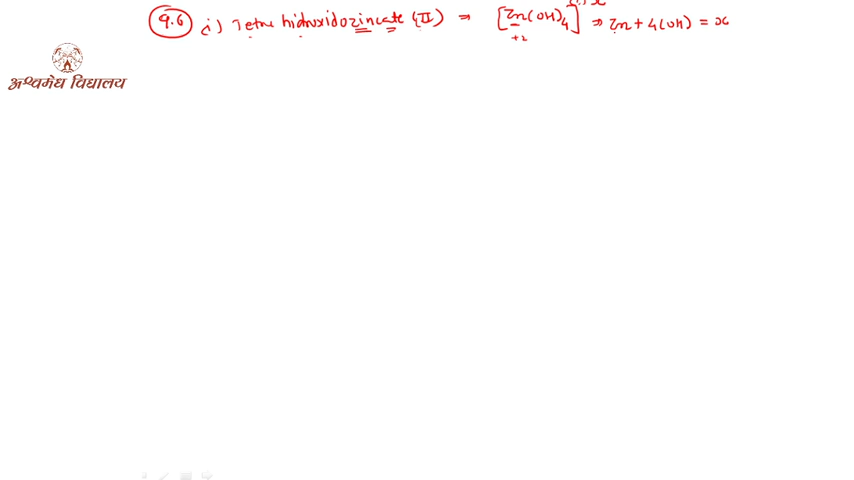 9.6 (i) Tetra hidroxidozincate (II) ⇒ [Zn(OH)4]x ⇒ Zn + 4(OH) = x
+2
अश्वमेध विद्यालय